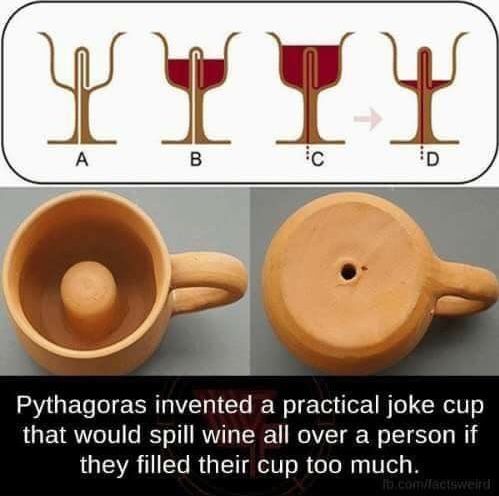 A B C D
Pythagoras invented a practical joke cup
that would spill wine all over a person if
they filled their cup too much.
fb.com/factsweird